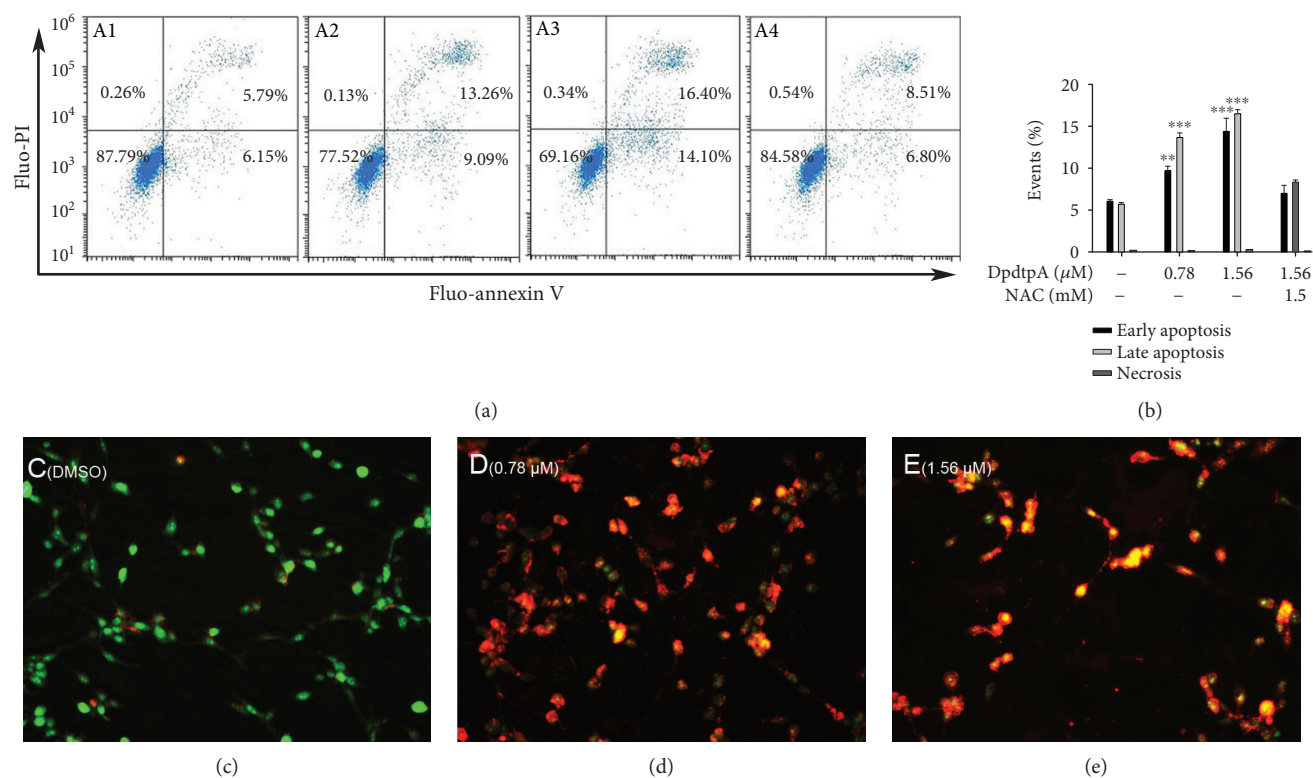 A1
A2
A3
A4
10⁶
10⁵
10⁴
10³
10²
10¹
Fluo-PI
0.26%
5.79%
87.79%
6.15%
0.13%
13.26%
77.52%
9.09%
0.34%
16.40%
69.16%
14.10%
0.54%
8.51%
84.58%
6.80%
Fluo-annexin V
(a)
20
15
10
5
0
Events (%)
** *** *** ***
DpdtpA (μM) – 0.78 1.56 1.56
NAC (mM) – – – 1.5
Early apoptosis
Late apoptosis
Necrosis
(b)
C(DMSO)
(c)
D(0.78 μM)
(d)
E(1.56 μM)
(e)